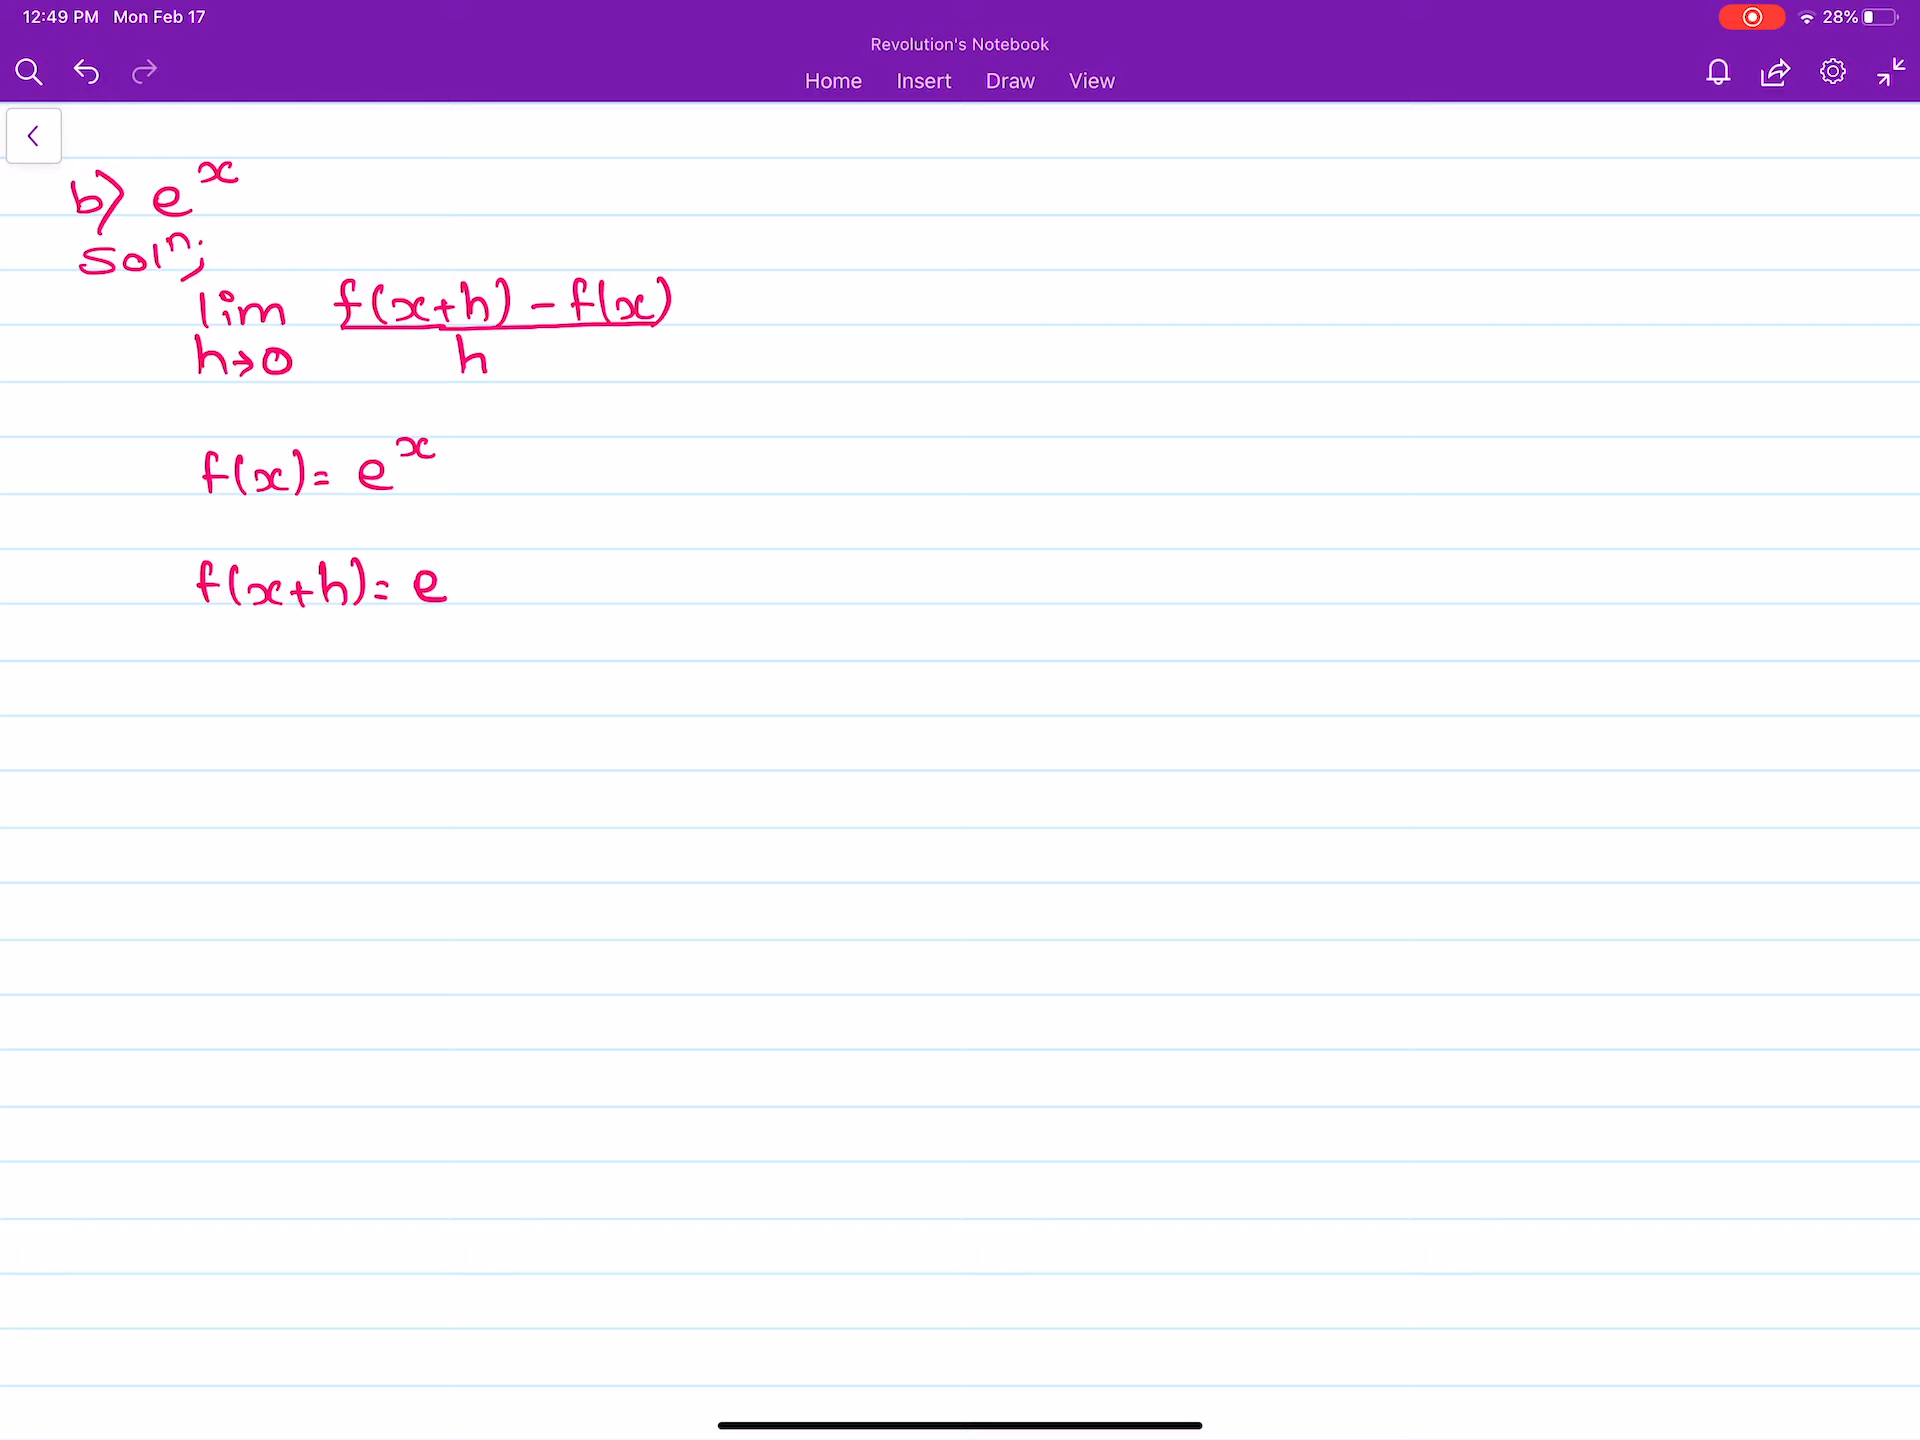 12:49 PM Mon Feb 17
28%
Revolution's Notebook
Home Insert Draw View
b) e^x
Solⁿ;
lim f(x+h) - f(x)
h→0 h
f(x) = e^x
f(x+h) = e